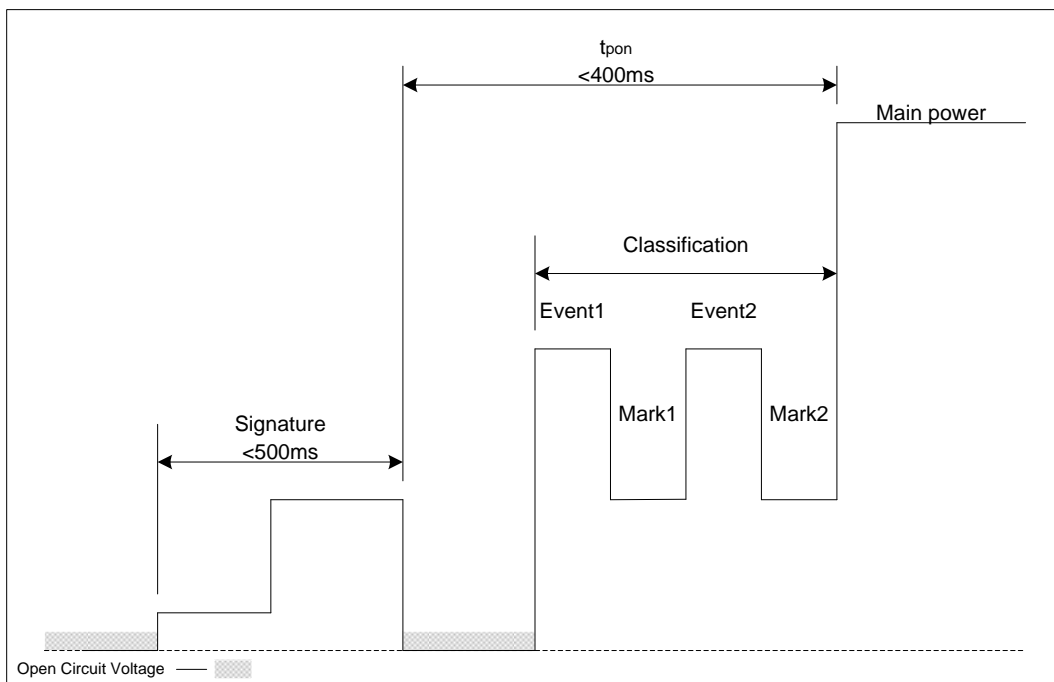 tpon
<400ms
Main power
Classification
Event1
Event2
Mark1
Mark2
Signature
<500ms
Open Circuit Voltage